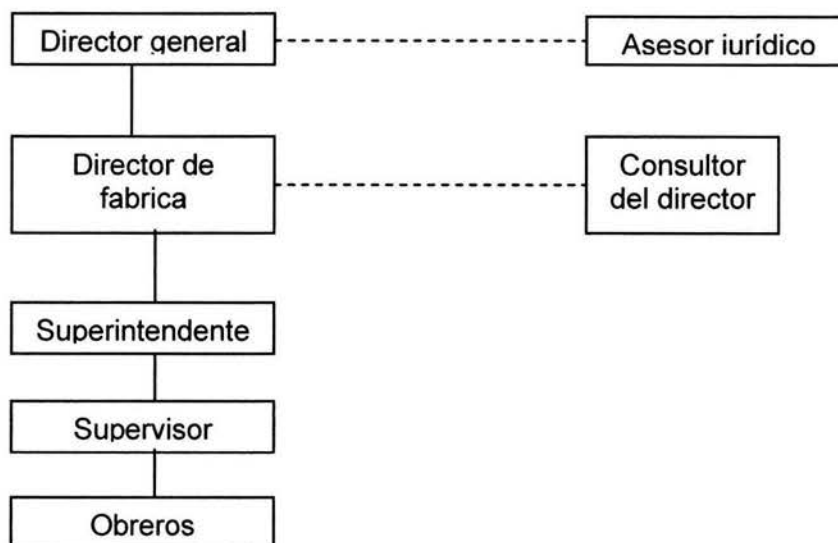 Director general
Asesor iurídico
Director de
fabrica
Consultor
del director
Superintendente
Supervisor
Obreros